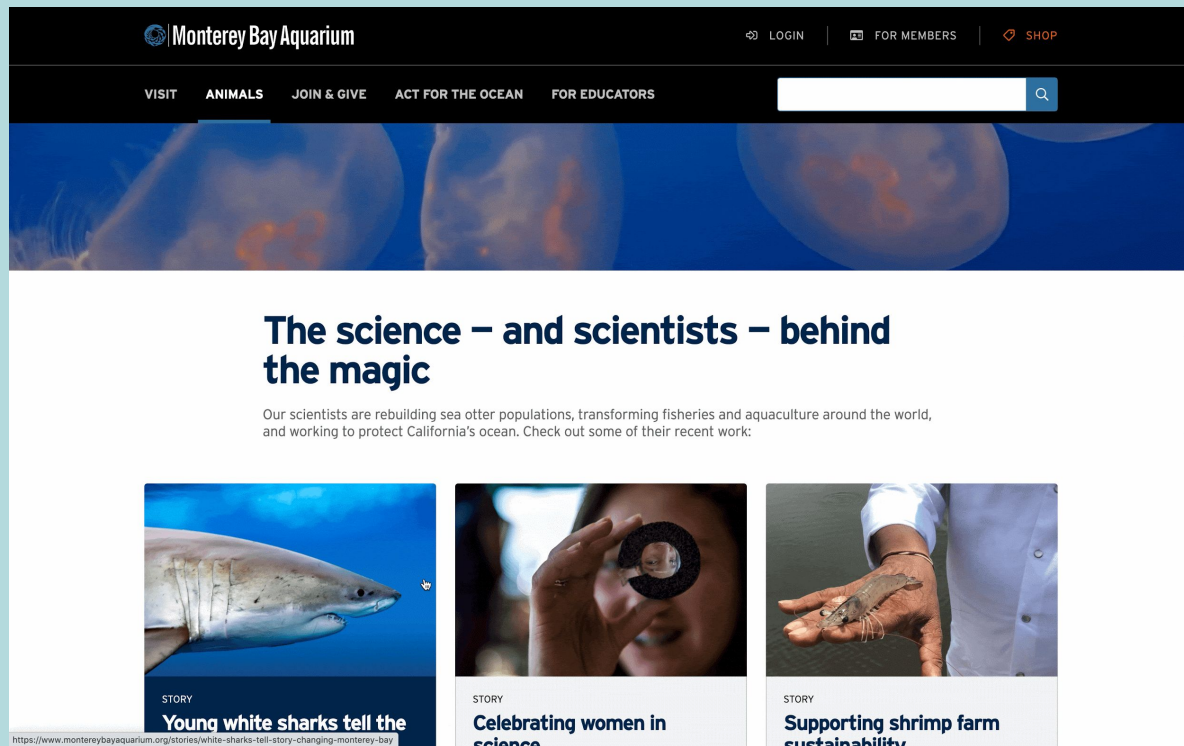 Monterey Bay Aquarium
LOGIN
FOR MEMBERS
SHOP
VISIT
ANIMALS
JOIN & GIVE
ACT FOR THE OCEAN
FOR EDUCATORS
The science – and scientists – behind
the magic
Our scientists are rebuilding sea otter populations, transforming fisheries and aquaculture around the world,
and working to protect California's ocean. Check out some of their recent work:
STORY
Young white sharks tell the
STORY
Celebrating women in
science
STORY
Supporting shrimp farm
sustainability
https://www.montereybayaquarium.org/stories/white-sharks-tell-story-changing-monterey-bay